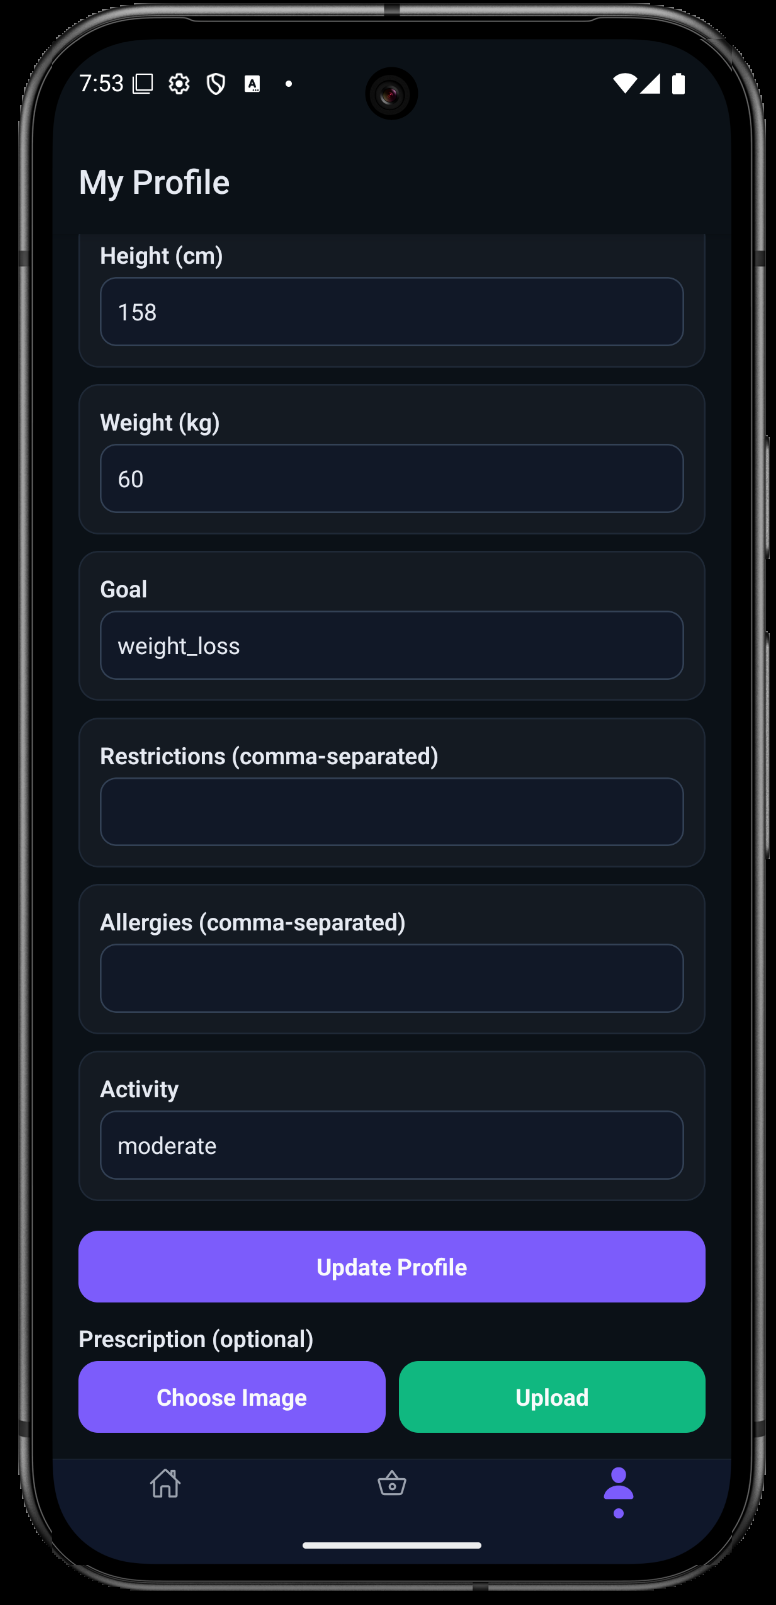 7:53
My Profile
Height (cm)
158
Weight (kg)
60
Goal
weight_loss
Restrictions (comma-separated)
Allergies (comma-separated)
Activity
moderate
Update Profile
Prescription (optional)
Choose Image
Upload